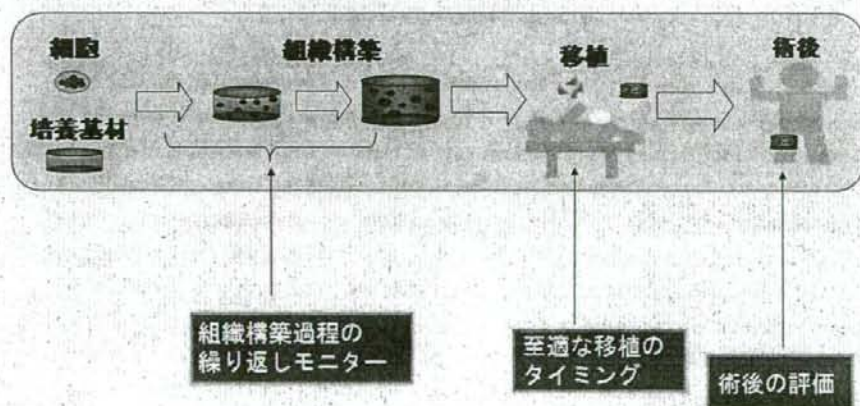 細胞
組織構築
移植
術後
培養基材
組織構築過程の
繰り返しモニター
至適な移植の
タイミング
術後の評価